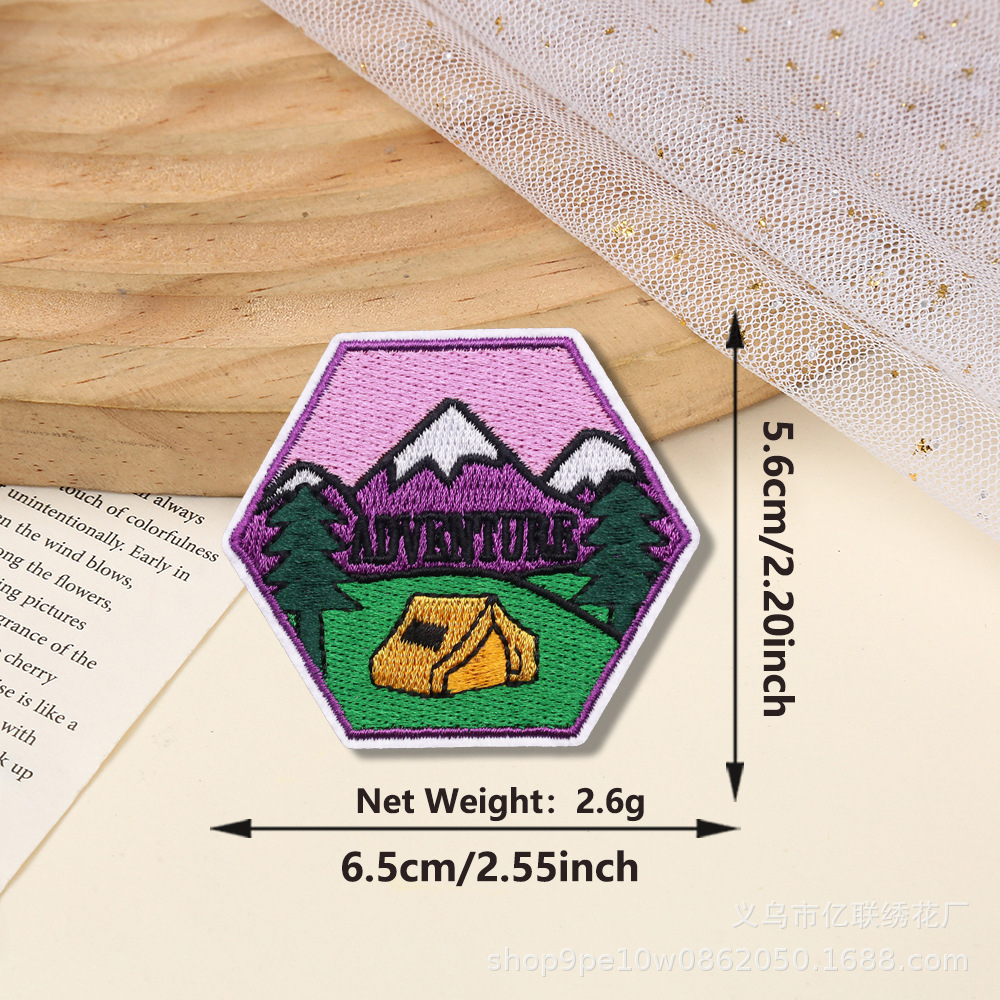 always
touch of colorfulness
unintentionally. Early in
n the wind blows,
ng the flowers,
ing pictures
grance of the
cherry
se is like a
with
k up
ADVENTURE
5.6cm/2.20inch
Net Weight：2.6g
6.5cm/2.55inch
义乌市亿联绣花厂
shop9pe10w0862050.1688.com